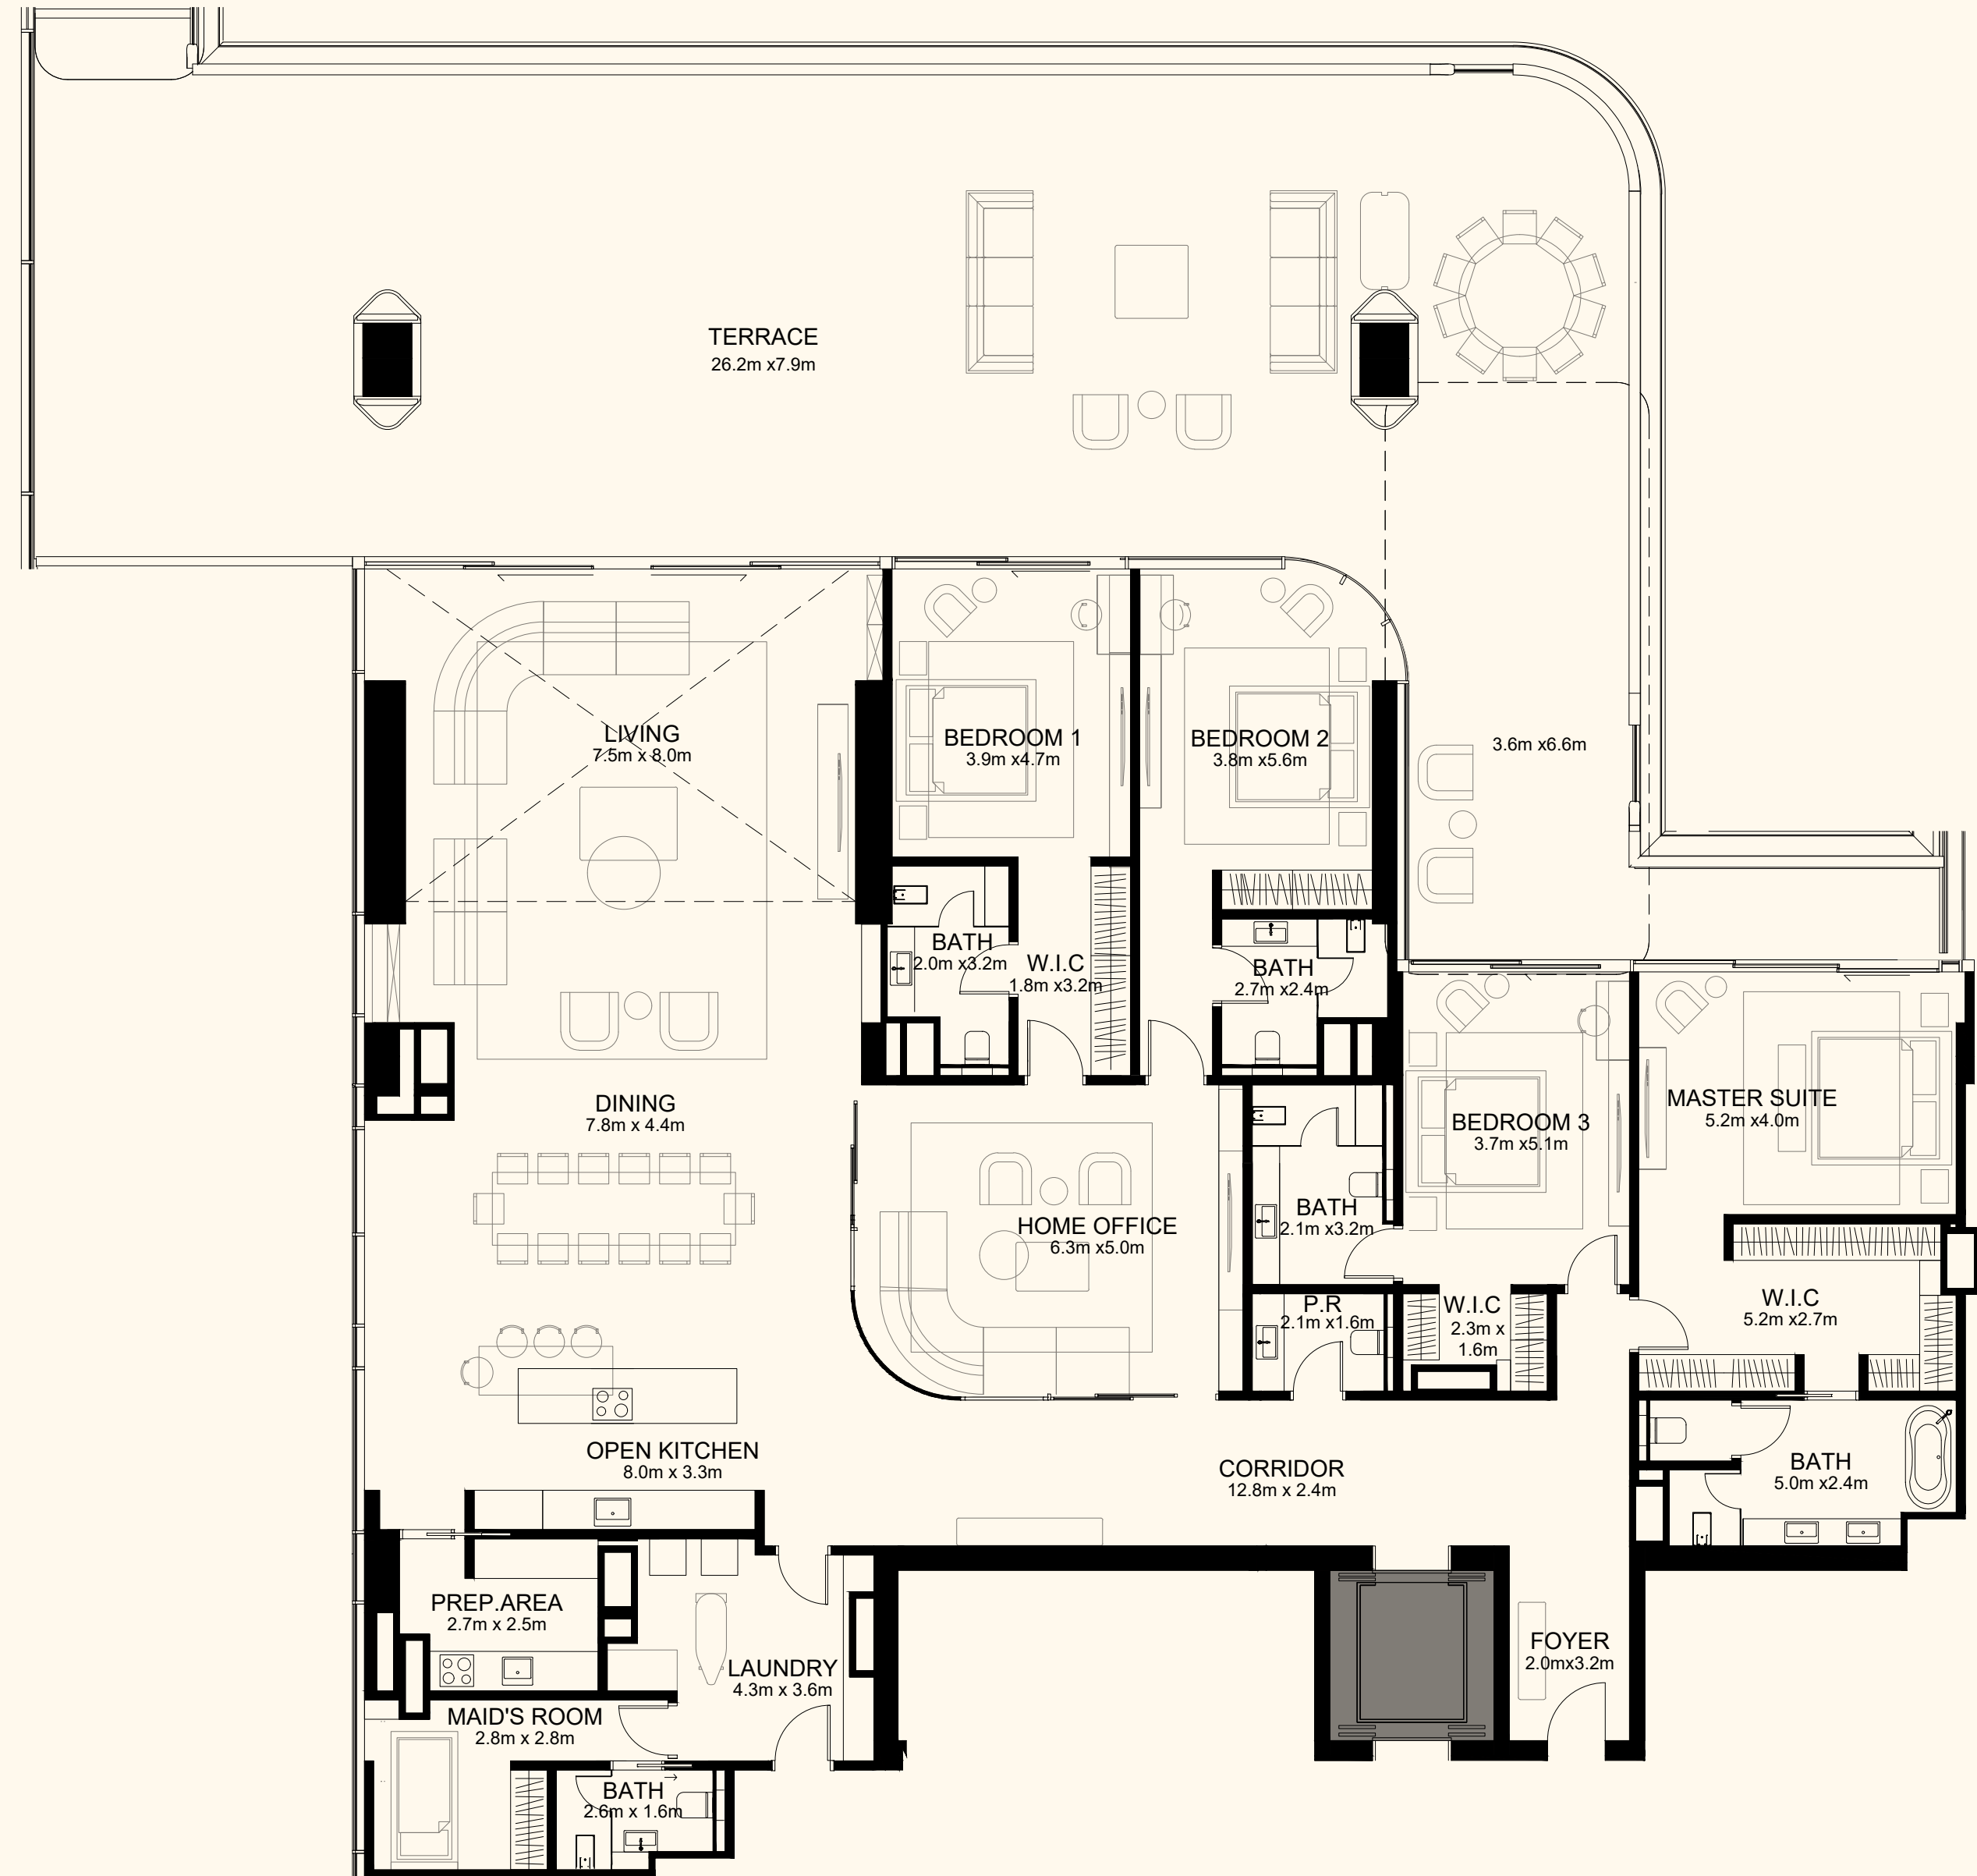 TERRACE
26.2m x7.9m
LIVING
7.5m x 8.0m
BEDROOM 1
3.9m x4.7m
BEDROOM 2
3.8m x5.6m
3.6m x6.6m
BATH
2.0m x3.2m
W.I.C
1.8m x3.2m
BATH
2.7m x2.4m
DINING
7.8m x 4.4m
BEDROOM 3
3.7m x5.1m
MASTER SUITE
5.2m x4.0m
HOME OFFICE
6.3m x5.0m
BATH
2.1m x3.2m
P.R
2.1m x1.6m
W.I.C
2.3m x
1.6m
W.I.C
5.2m x2.7m
OPEN KITCHEN
8.0m x 3.3m
CORRIDOR
12.8m x 2.4m
BATH
5.0m x2.4m
PREP.AREA
2.7m x 2.5m
LAUNDRY
4.3m x 3.6m
FOYER
2.0mx3.2m
MAID'S ROOM
2.8m x 2.8m
BATH
2.6m x 1.6m